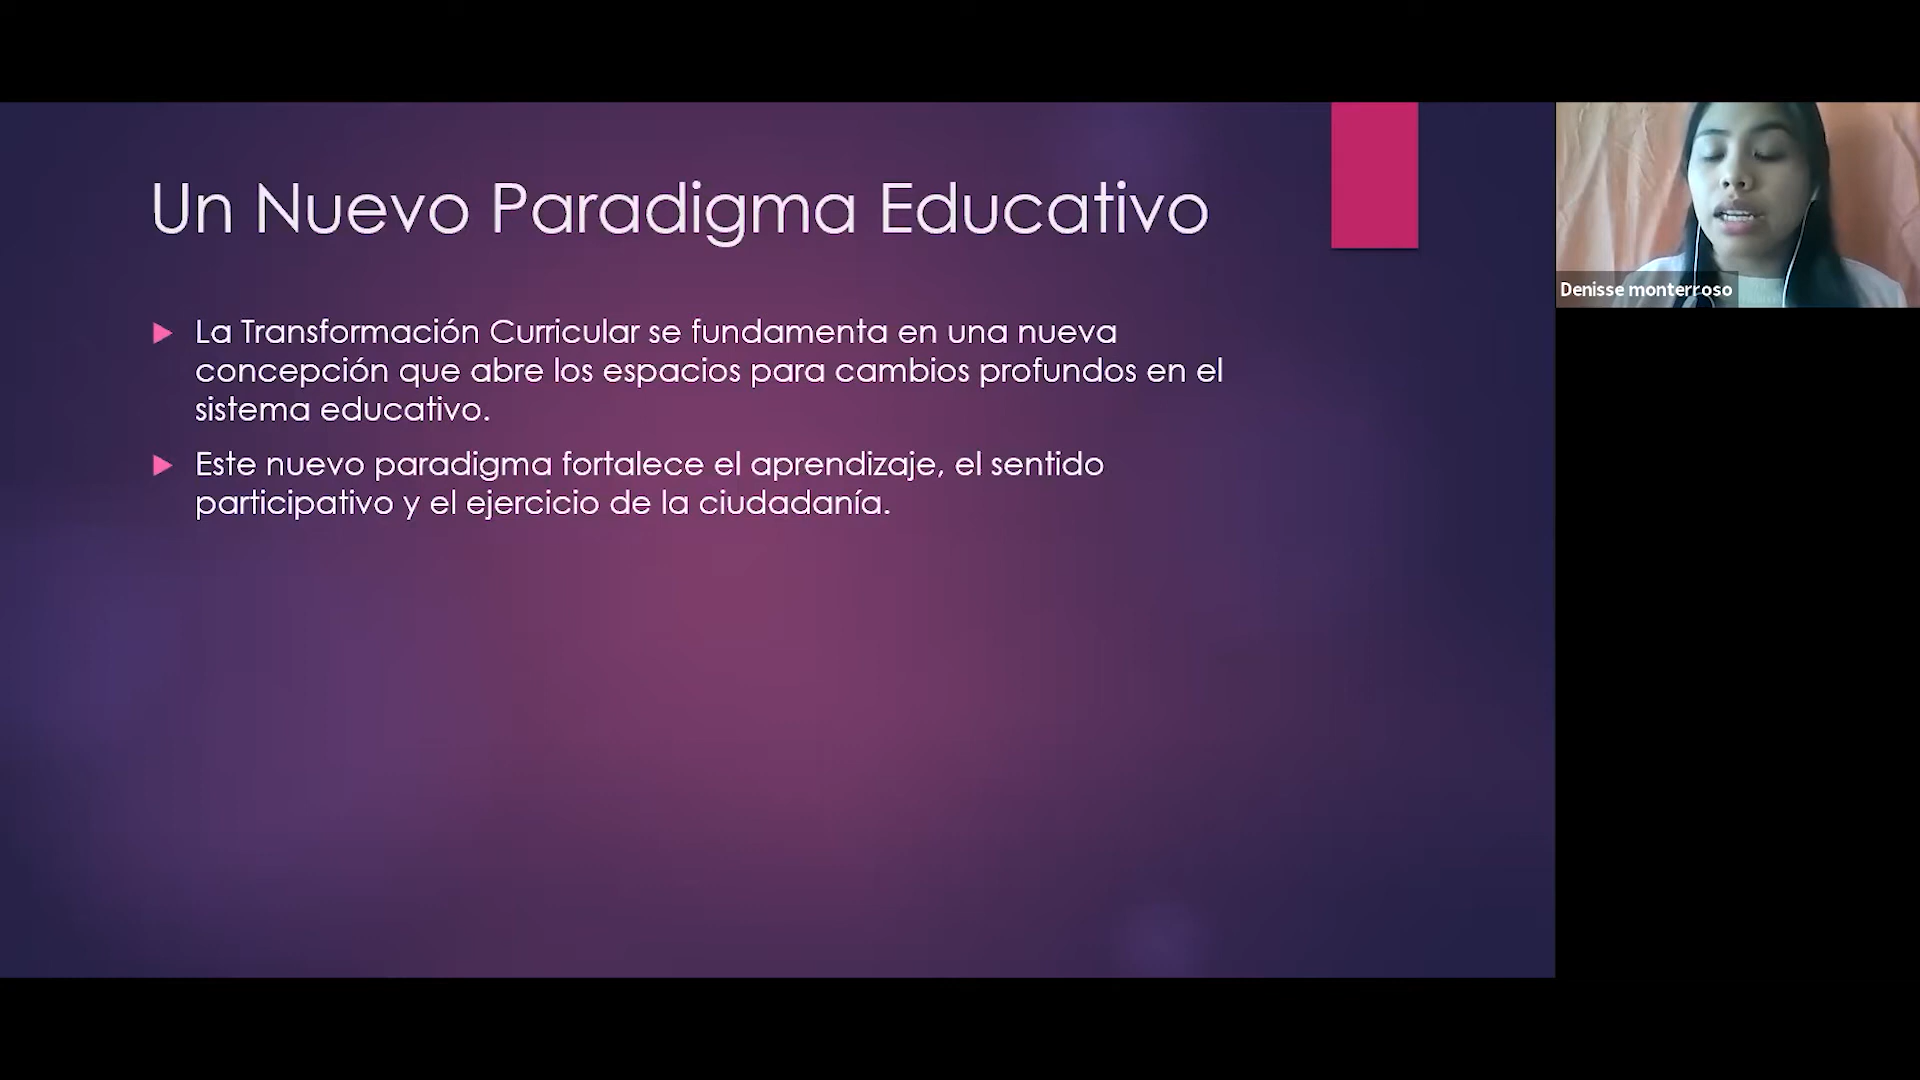 Un Nuevo Paradigma Educativo
La Transformación Curricular se fundamenta en una nueva
concepción que abre los espacios para cambios profundos en el
sistema educativo.
Este nuevo paradigma fortalece el aprendizaje, el sentido
participativo y el ejercicio de la ciudadanía.
Denisse monterroso